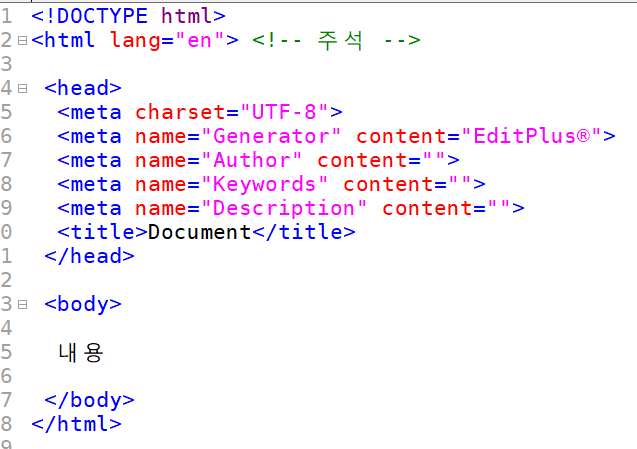 1 <!DOCTYPE html>
2 <html lang="en"> <!-- 주석 -->
3
4 <head>
5 <meta charset="UTF-8">
6 <meta name="Generator" content="EditPlus®">
7 <meta name="Author" content="">
8 <meta name="Keywords" content="">
9 <meta name="Description" content="">
0 <title>Document</title>
1 </head>
2
3 <body>
4
5 내용
6
7 </body>
8 </html>
9